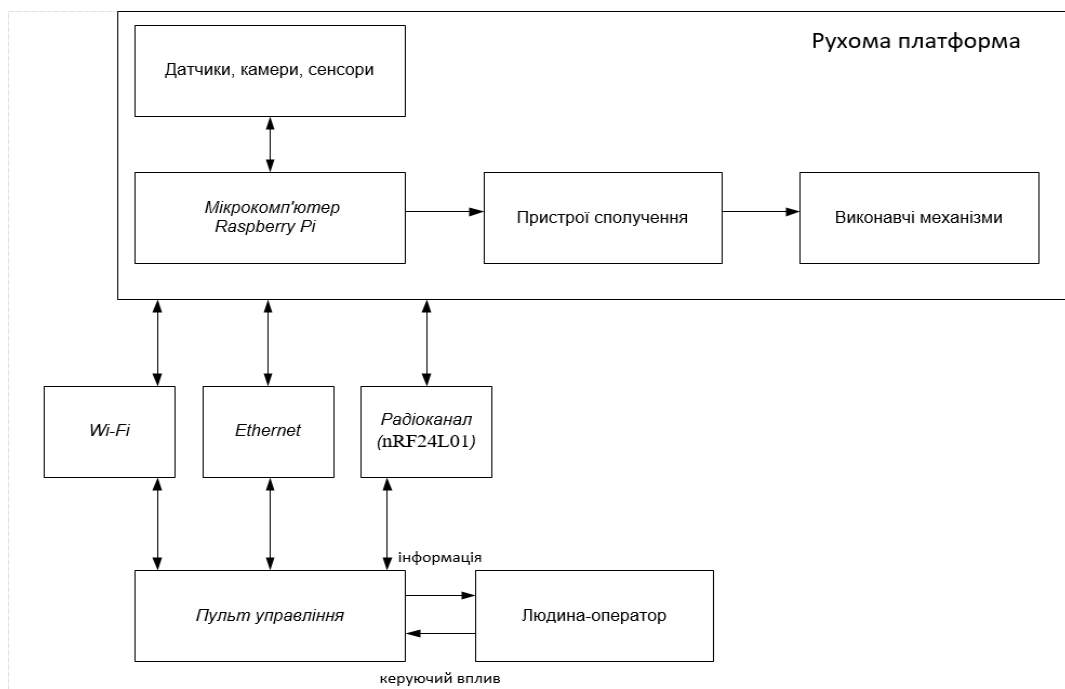 Рухома платформа
Датчики, камери, сенсори
Мікрокомп'ютер
Raspberry Pi
Пристрої сполучення
Виконавчі механізми
Wi-Fi
Ethernet
Радіоканал
(nRF24L01)
інформація
Пульт управління
Людина-оператор
керуючий вплив